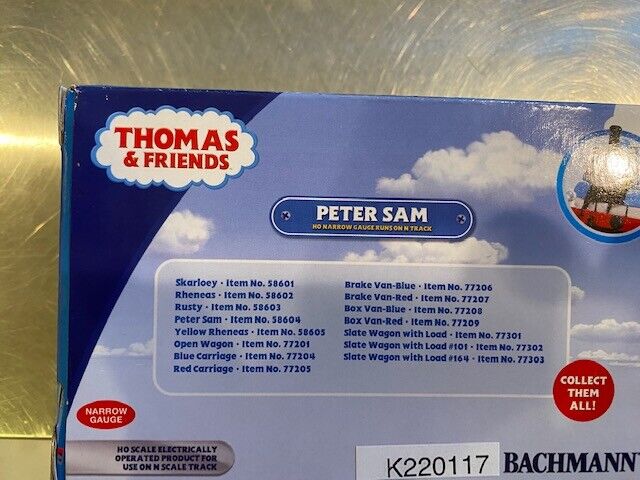 THOMAS
& FRIENDS
PETER SAM
HO NARROW GAUGE RUNS ON N TRACK
Skarloey · Item No. 58601
Rheneas · Item No. 58602
Rusty · Item No. 58603
Peter Sam · Item No. 58604
Yellow Rheneas · Item No. 58605
Open Wagon · Item No. 77201
Blue Carriage · Item No. 77204
Red Carriage · Item No. 77205
Brake Van-Blue · Item No. 77206
Brake Van-Red · Item No. 77207
Box Van-Blue · Item No. 77208
Box Van-Red · Item No. 77209
Slate Wagon with Load · Item No. 77301
Slate Wagon with Load #101 · Item No. 77302
Slate Wagon with Load #164 · Item No. 77303
COLLECT
THEM
ALL!
NARROW
GAUGE
HO SCALE ELECTRICALLY
OPERATED PRODUCT FOR
USE ON N SCALE TRACK
K220117
BACHMANN